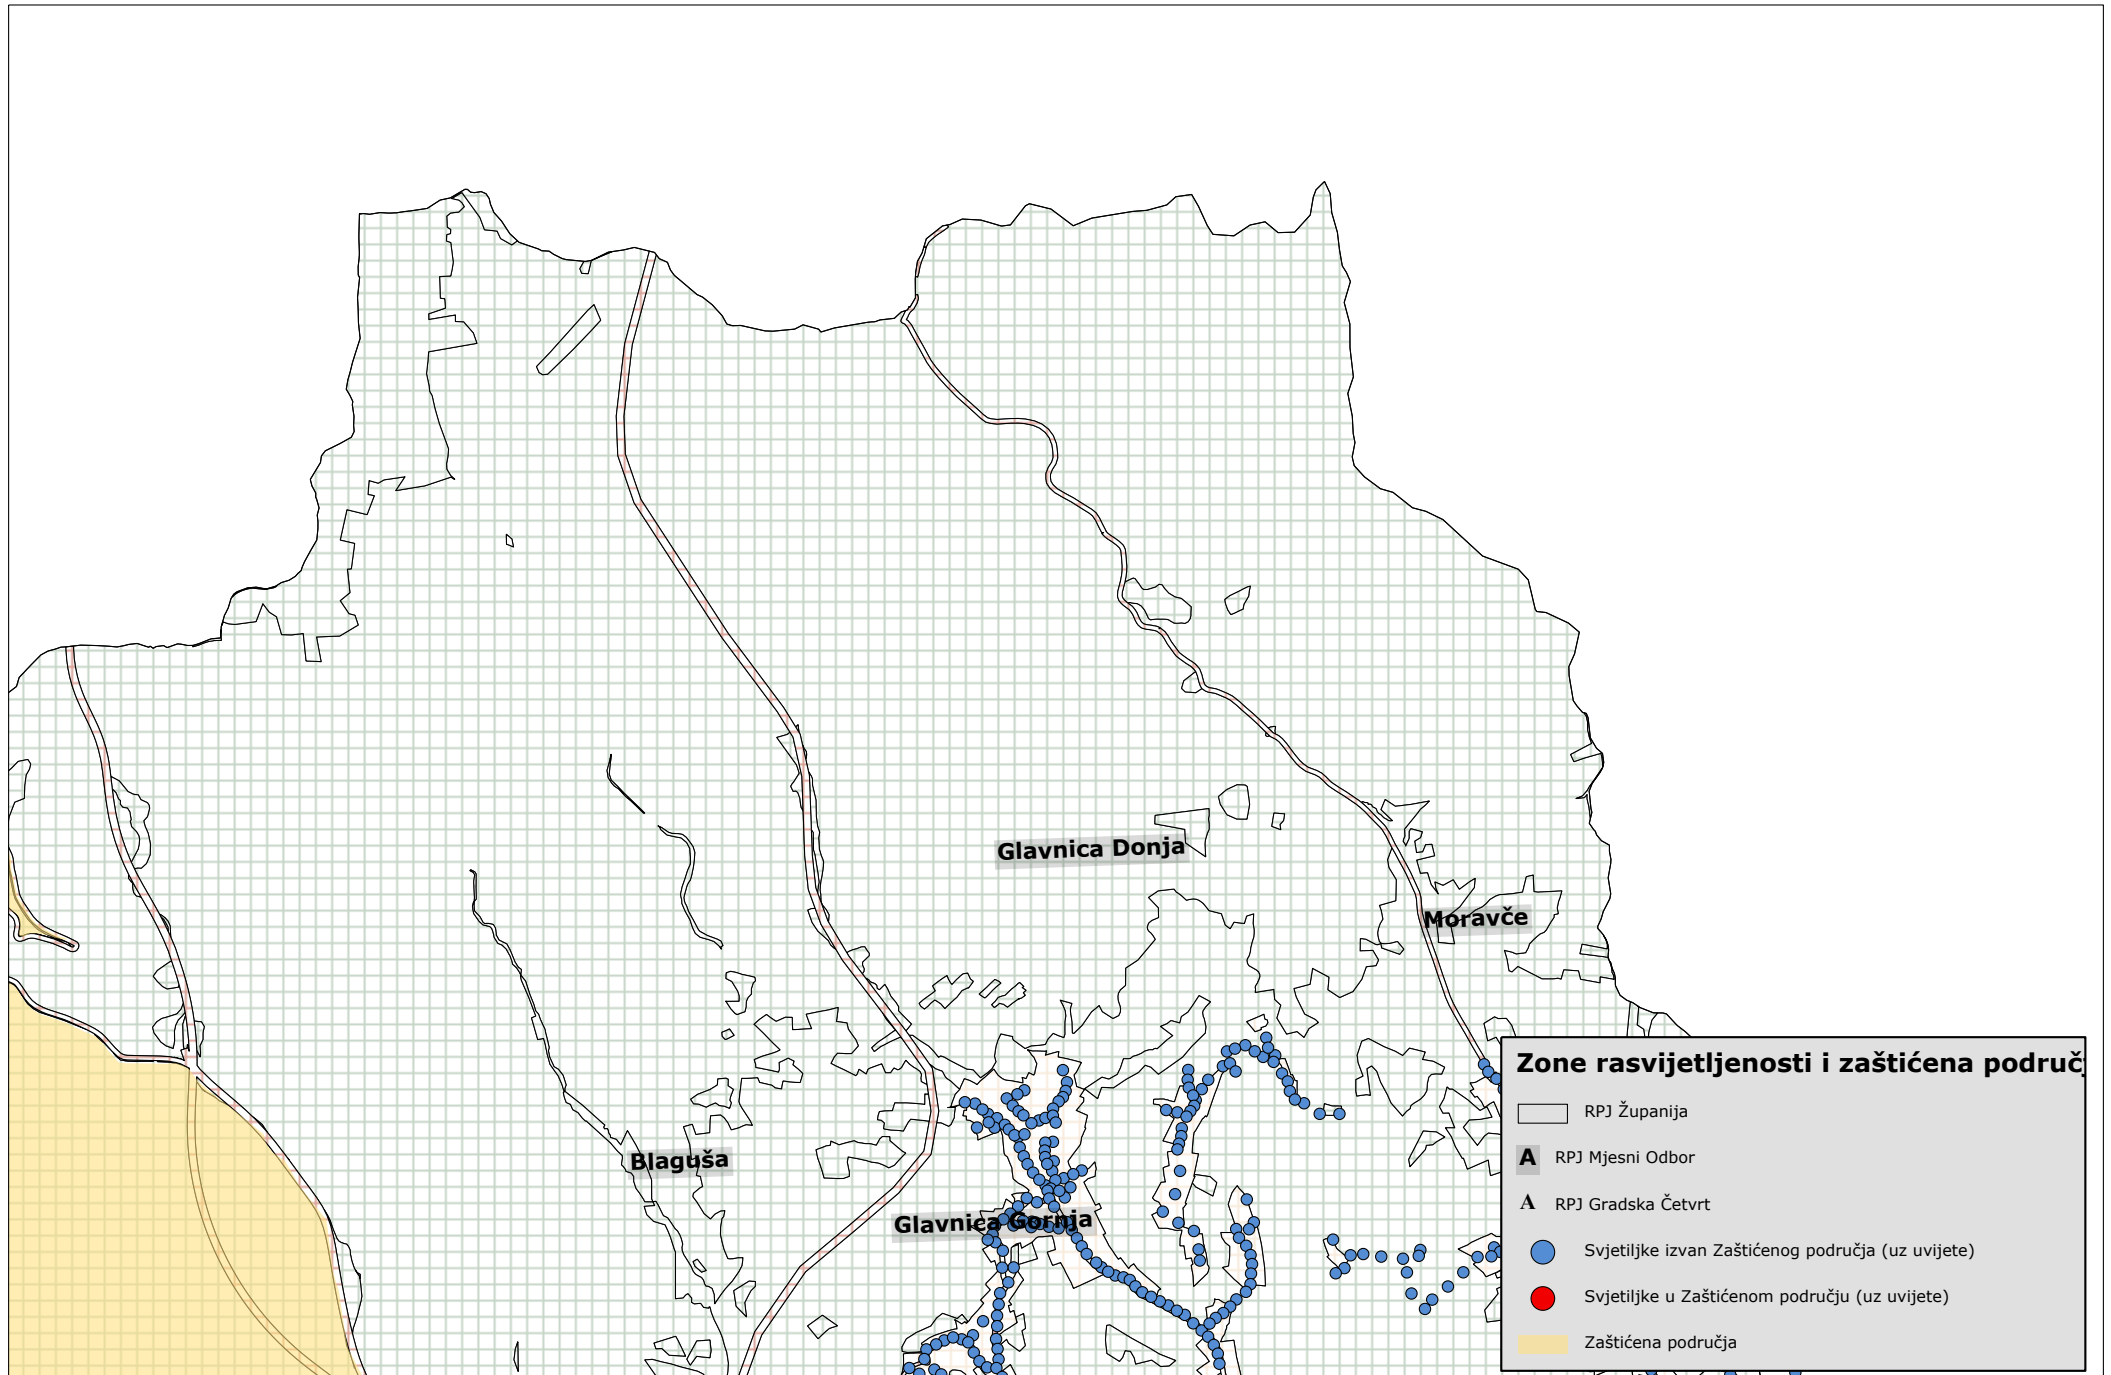 Glavnica Donja
Moravče
Blaguša
Glavnica Gornja
Zone rasvijetljenosti i zaštićena područj
RPJ Županija
A RPJ Mjesni Odbor
A RPJ Gradska Četvrt
Svjetiljke izvan Zaštićenog područja (uz uvijete)
Svjetiljke u Zaštićenom području (uz uvijete)
Zaštićena područja